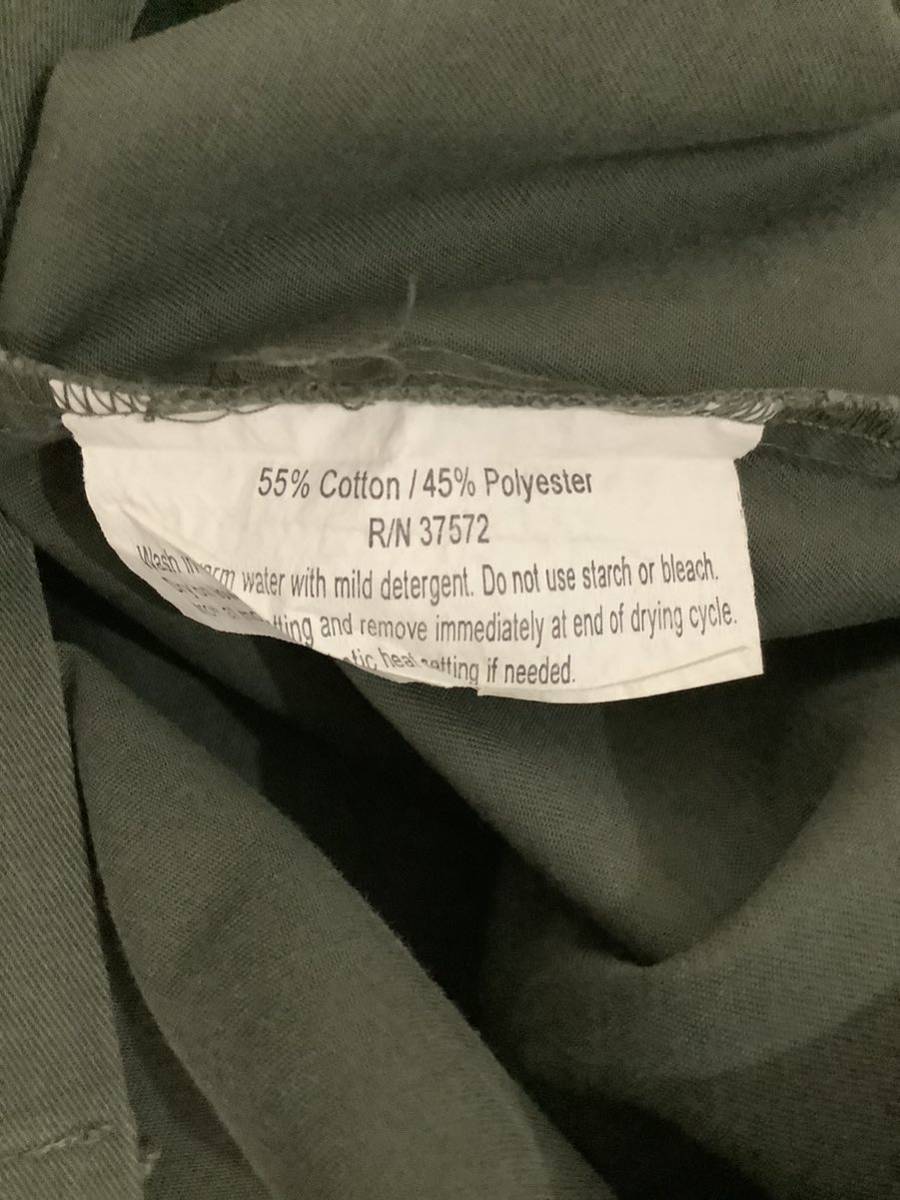 55% Cotton / 45% Polyester
R/N 37572
Wash water with mild detergent. Do not use starch or bleach.
and remove immediately at end of drying cycle.
heat setting if needed.